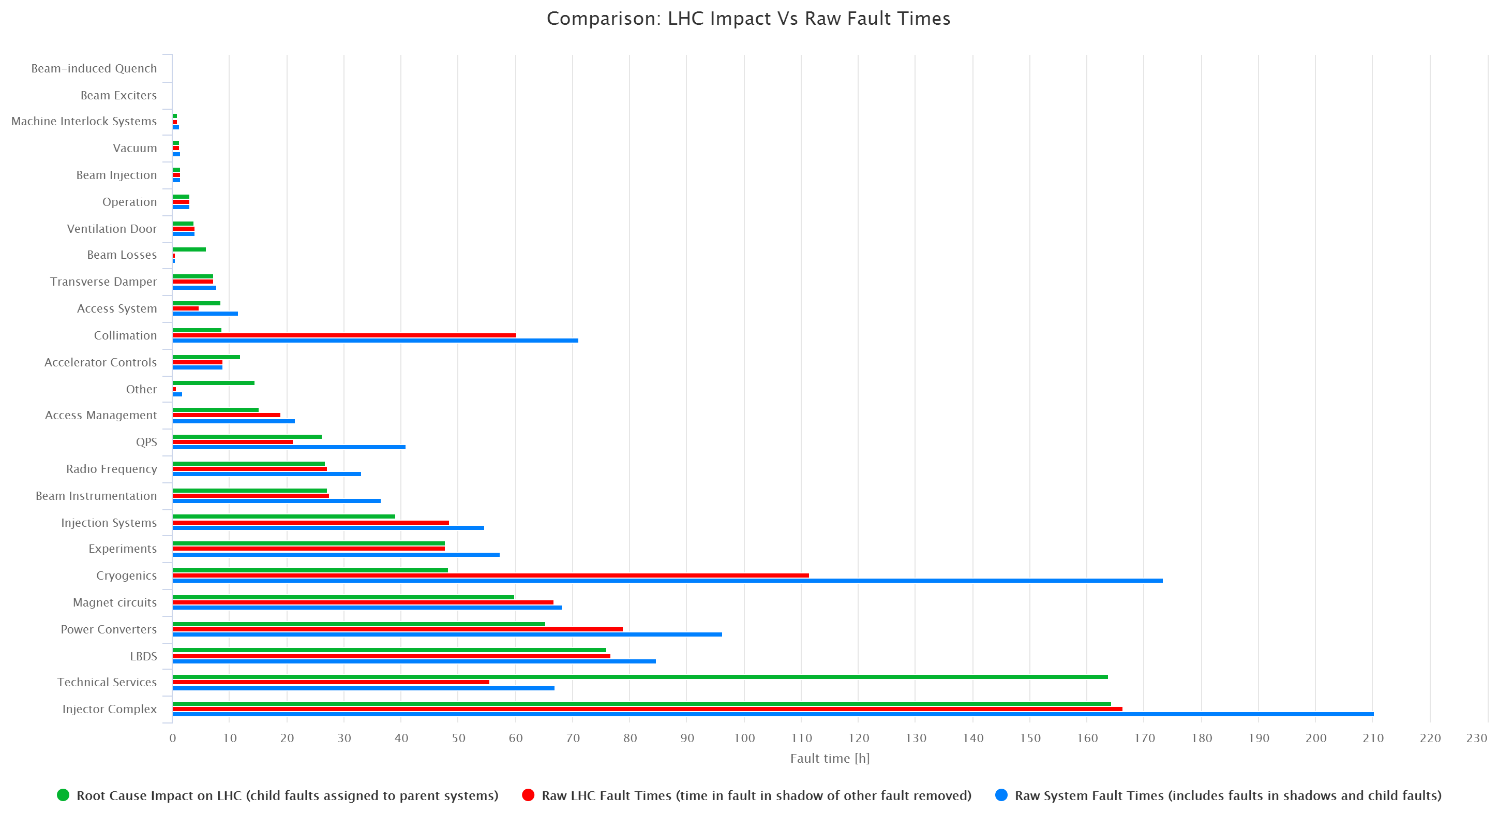 Comparison: LHC Impact Vs Raw Fault Times
Beam-induced Quench
Beam Exciters
Machine Interlock Systems
Vacuum
Beam Injection
Operation
Ventilation Door
Beam Losses
Transverse Damper
Access System
Collimation
Accelerator Controls
Other
Access Management
QPS
Radio Frequency
Beam Instrumentation
Injection Systems
Experiments
Cryogenics
Magnet circuits
Power Converters
LBDS
Technical Services
Injector Complex
0 10 20 30 40 50 60 70 80 90 100 110 120 130 140 150 160 170 180 190 200 210 220 230
Fault time [h]
Root Cause Impact on LHC (child faults assigned to parent systems) Raw LHC Fault Times (time in fault in shadow of other fault removed) Raw System Fault Times (includes faults in shadows and child faults)